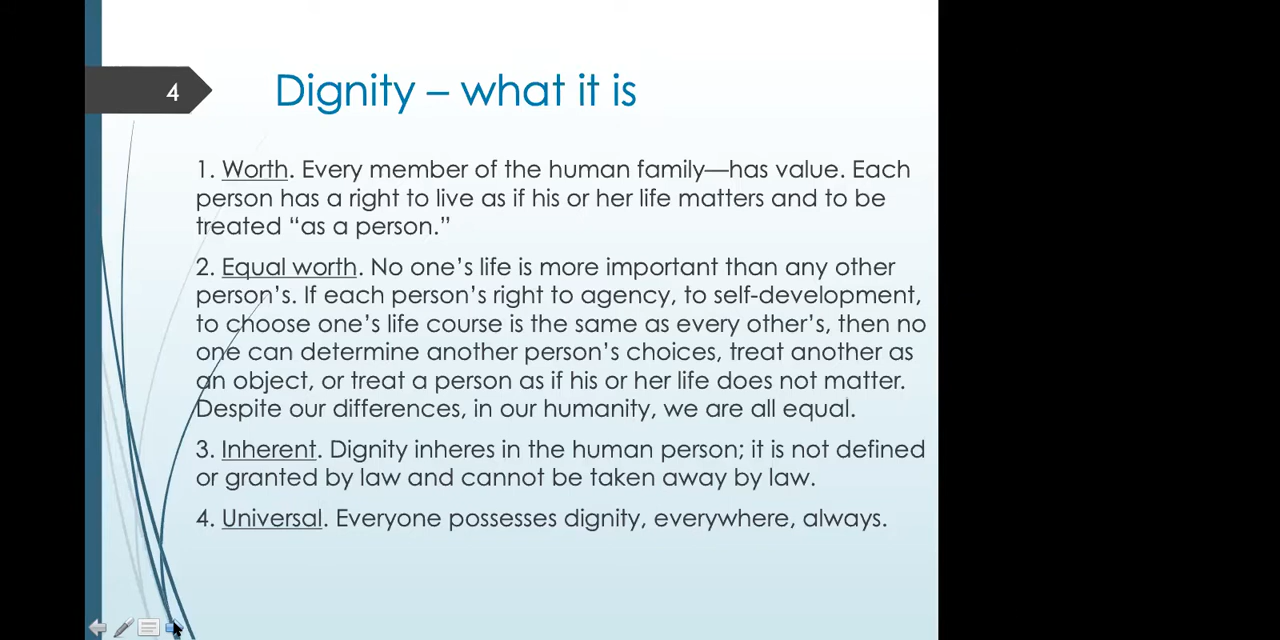 4
Dignity – what it is
1. Worth. Every member of the human family—has value. Each
person has a right to live as if his or her life matters and to be
treated “as a person.”
2. Equal worth. No one’s life is more important than any other
person’s. If each person’s right to agency, to self-development,
to choose one’s life course is the same as every other’s, then no
one can determine another person’s choices, treat another as
an object, or treat a person as if his or her life does not matter.
Despite our differences, in our humanity, we are all equal.
3. Inherent. Dignity inheres in the human person; it is not defined
or granted by law and cannot be taken away by law.
4. Universal. Everyone possesses dignity, everywhere, always.